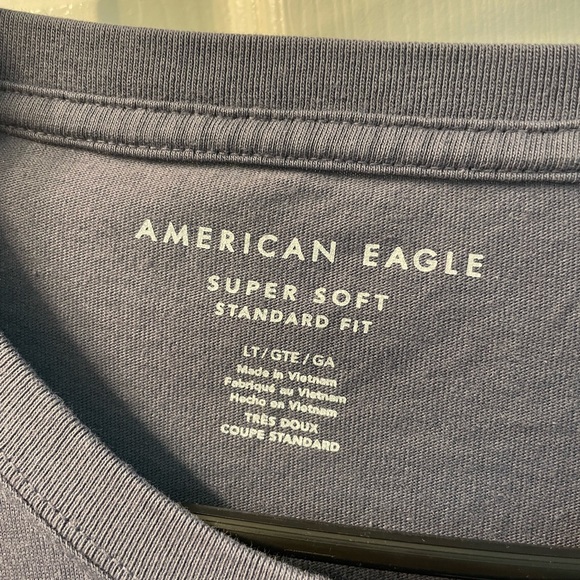 AMERICAN EAGLE
SUPER SOFT
STANDARD FIT
LT/GTE/GA
Made in Vietnam
Fabriqué au Vietnam
Hecho en Vietnam
TRÈS DOUX
COUPE STANDARD